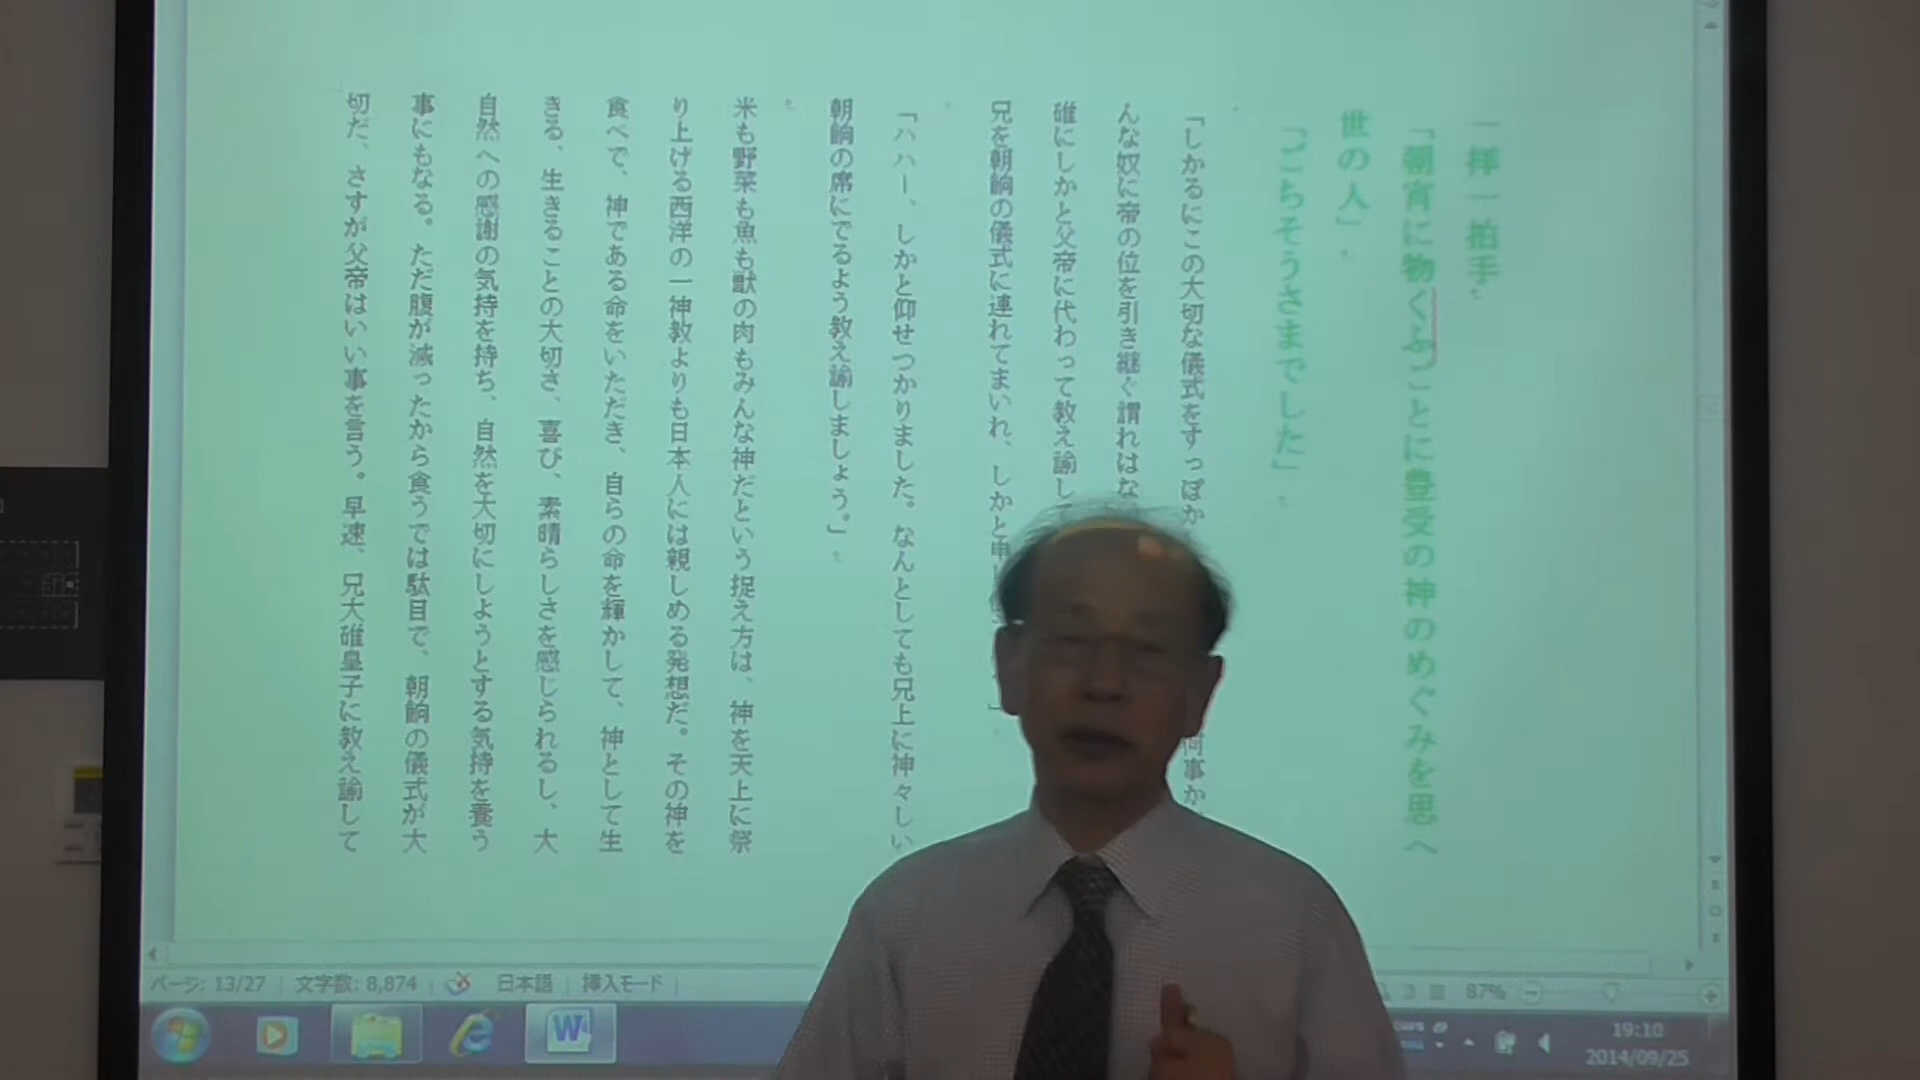 一拝一拍手
「朝宵に物くふごとに豊受の神のめぐみを思へ
世の人」
「ごちそうさまでした」
「しかるにこの大切な儀式をすっぽか
何事か
んな奴に帝の位を引き継ぐ謂れはな
碓にしかと父帝に代わって教え諭して
兄を朝餉の儀式に連れてまいれ、しかと申し
「ハハー、しかと仰せつかりました。なんとしても兄上に神々しい
朝餉の席にでるよう教え諭しましょう。」
米も野菜も魚も獣の肉もみんな神だという捉え方は、神を天上に祭
り上げる西洋の一神教よりも日本人には親しめる発想だ。その神を
食べて、神である命をいただき、自らの命を輝かして、神として生
きる、生きることの大切さ、喜び、素晴らしさを感じられるし、大
自然への感謝の気持を持ち、自然を大切にしようとする気持を養う
事にもなる。ただ腹が減ったから食うでは駄目で、朝餉の儀式が大
切だ、さすが父帝はいい事を言う。早速、兄大碓皇子に教え諭して
ページ: 13/27 文字数: 8,874 日本語 挿入モード 87%
CAPS
19:10
2014/09/25